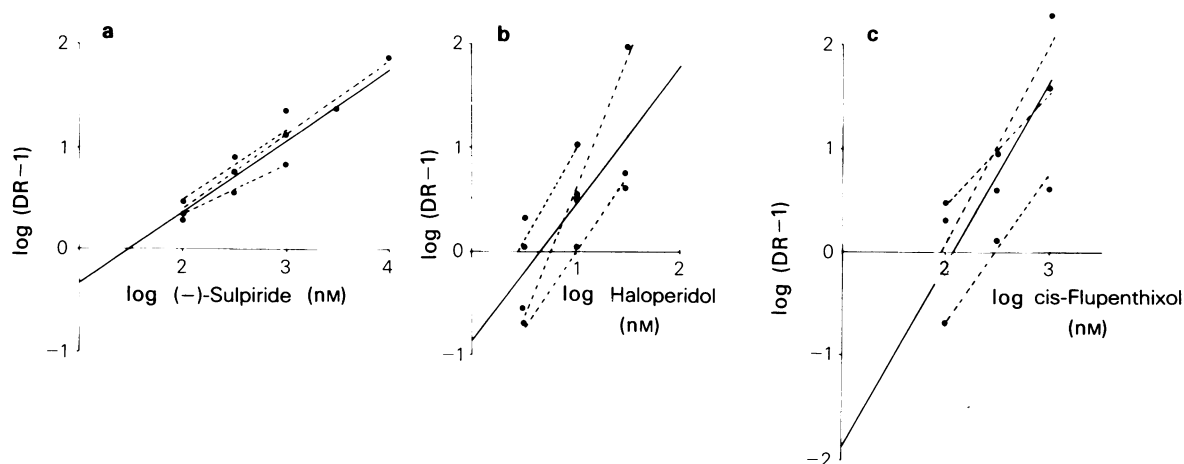 a
2
1
0
−1
log (DR−1)
2
3
4
log (−)-Sulpiride (nM)
b
2
1
0
−1
log (DR−1)
1
2
log Haloperidol
(nM)
c
2
1
0
−1
−2
log (DR−1)
2
3
log cis-Flupenthixol
(nM)